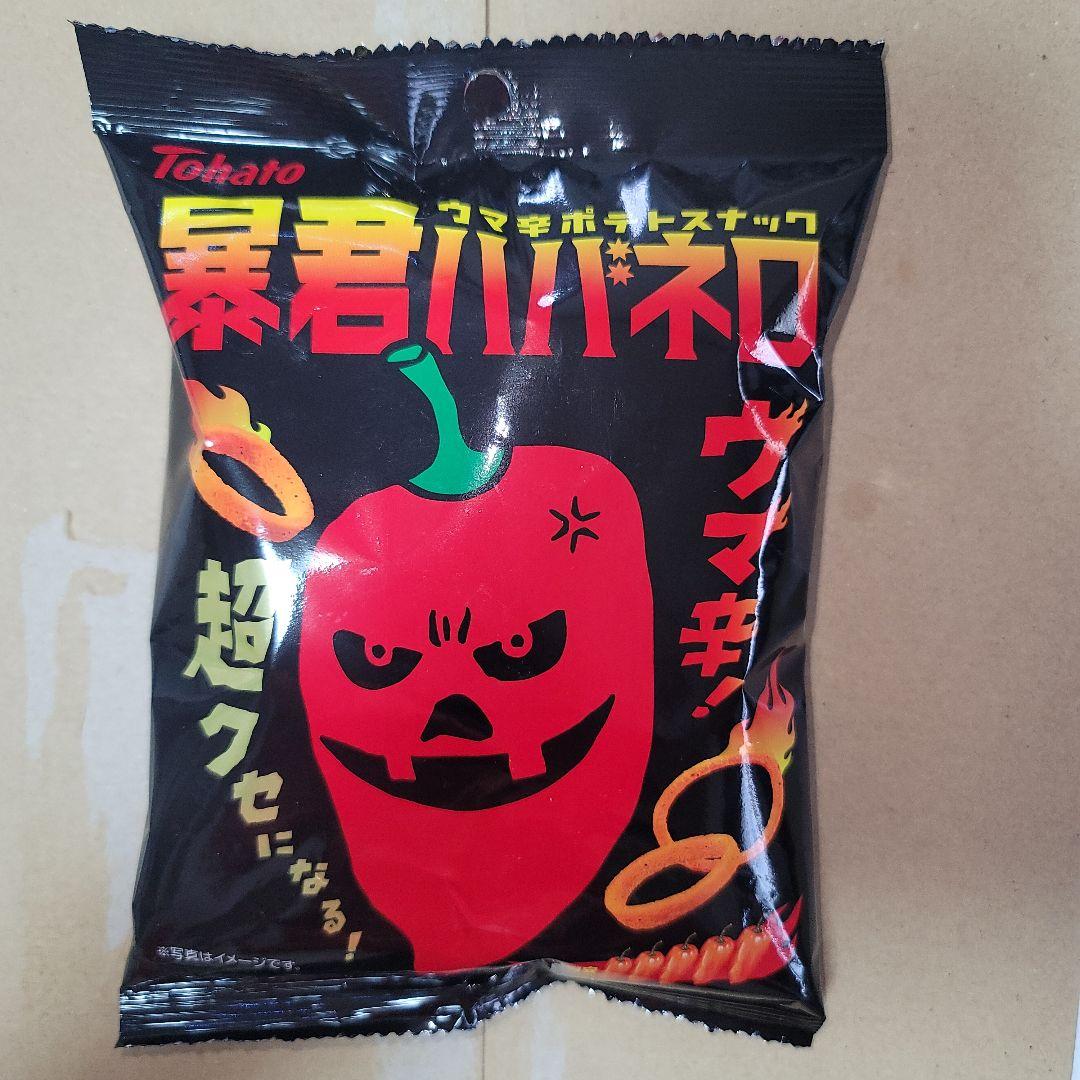 Tohato
ウマ辛ポテトスナック
暴君ハバネロ
ウマ辛!
超クセになる!
※写真はイメージです。